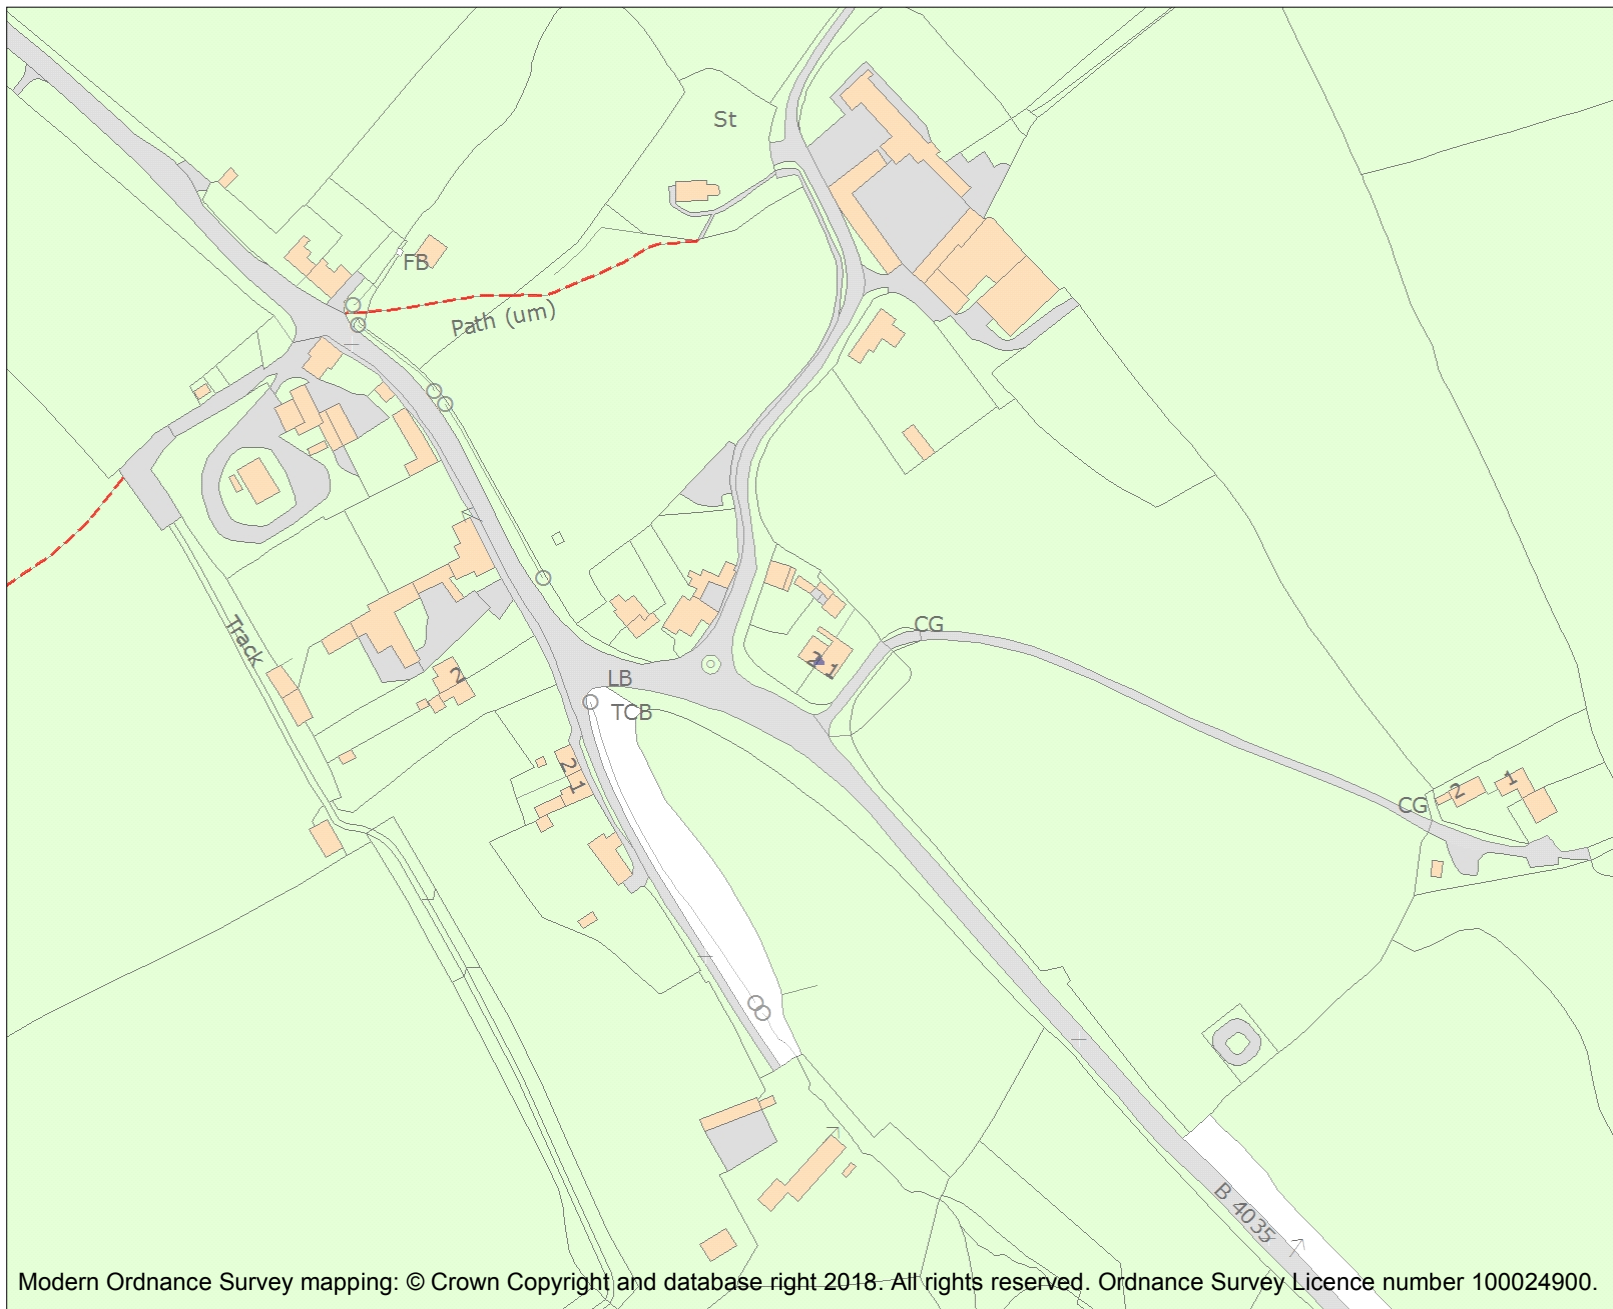 St
FB
Path (um)
CG
Track
2 1
2
LB
TCB
2 1
CG
2
1
B 4035
Modern Ordnance Survey mapping: © Crown Copyright and database right 2018. All rights reserved. Ordnance Survey Licence number 100024900.